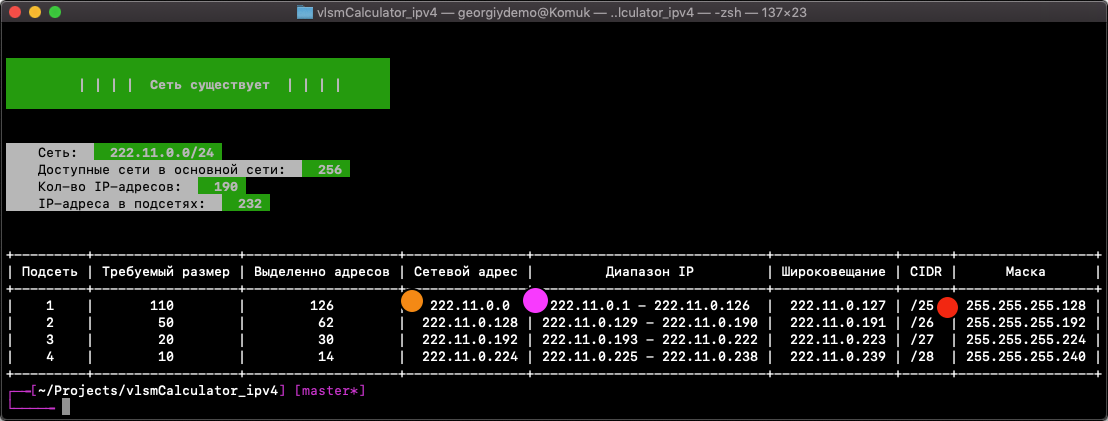 vlsmCalculator_ipv4 — georgiydemo@Komuk — ..lculator_ipv4 — -zsh — 137×23
| | | | Сеть существует | | | |
Сеть: 222.11.0.0/24
Доступные сети в основной сети: 256
Кол-во IP-адресов: 190
IP-адреса в подсетях: 232
| Подсеть | Требуемый размер | Выделенно адресов | Сетевой адрес | Диапазон IP | Широковещание | CIDR | Маска |
| 1 | 110 | 126 | 222.11.0.0 | 222.11.0.1 - 222.11.0.126 | 222.11.0.127 | /25 | 255.255.255.128 |
| 2 | 50 | 62 | 222.11.0.128 | 222.11.0.129 - 222.11.0.190 | 222.11.0.191 | /26 | 255.255.255.192 |
| 3 | 20 | 30 | 222.11.0.192 | 222.11.0.193 - 222.11.0.222 | 222.11.0.223 | /27 | 255.255.255.224 |
| 4 | 10 | 14 | 222.11.0.224 | 222.11.0.225 - 222.11.0.238 | 222.11.0.239 | /28 | 255.255.255.240 |
[~/Projects/vlsmCalculator_ipv4] [master*]